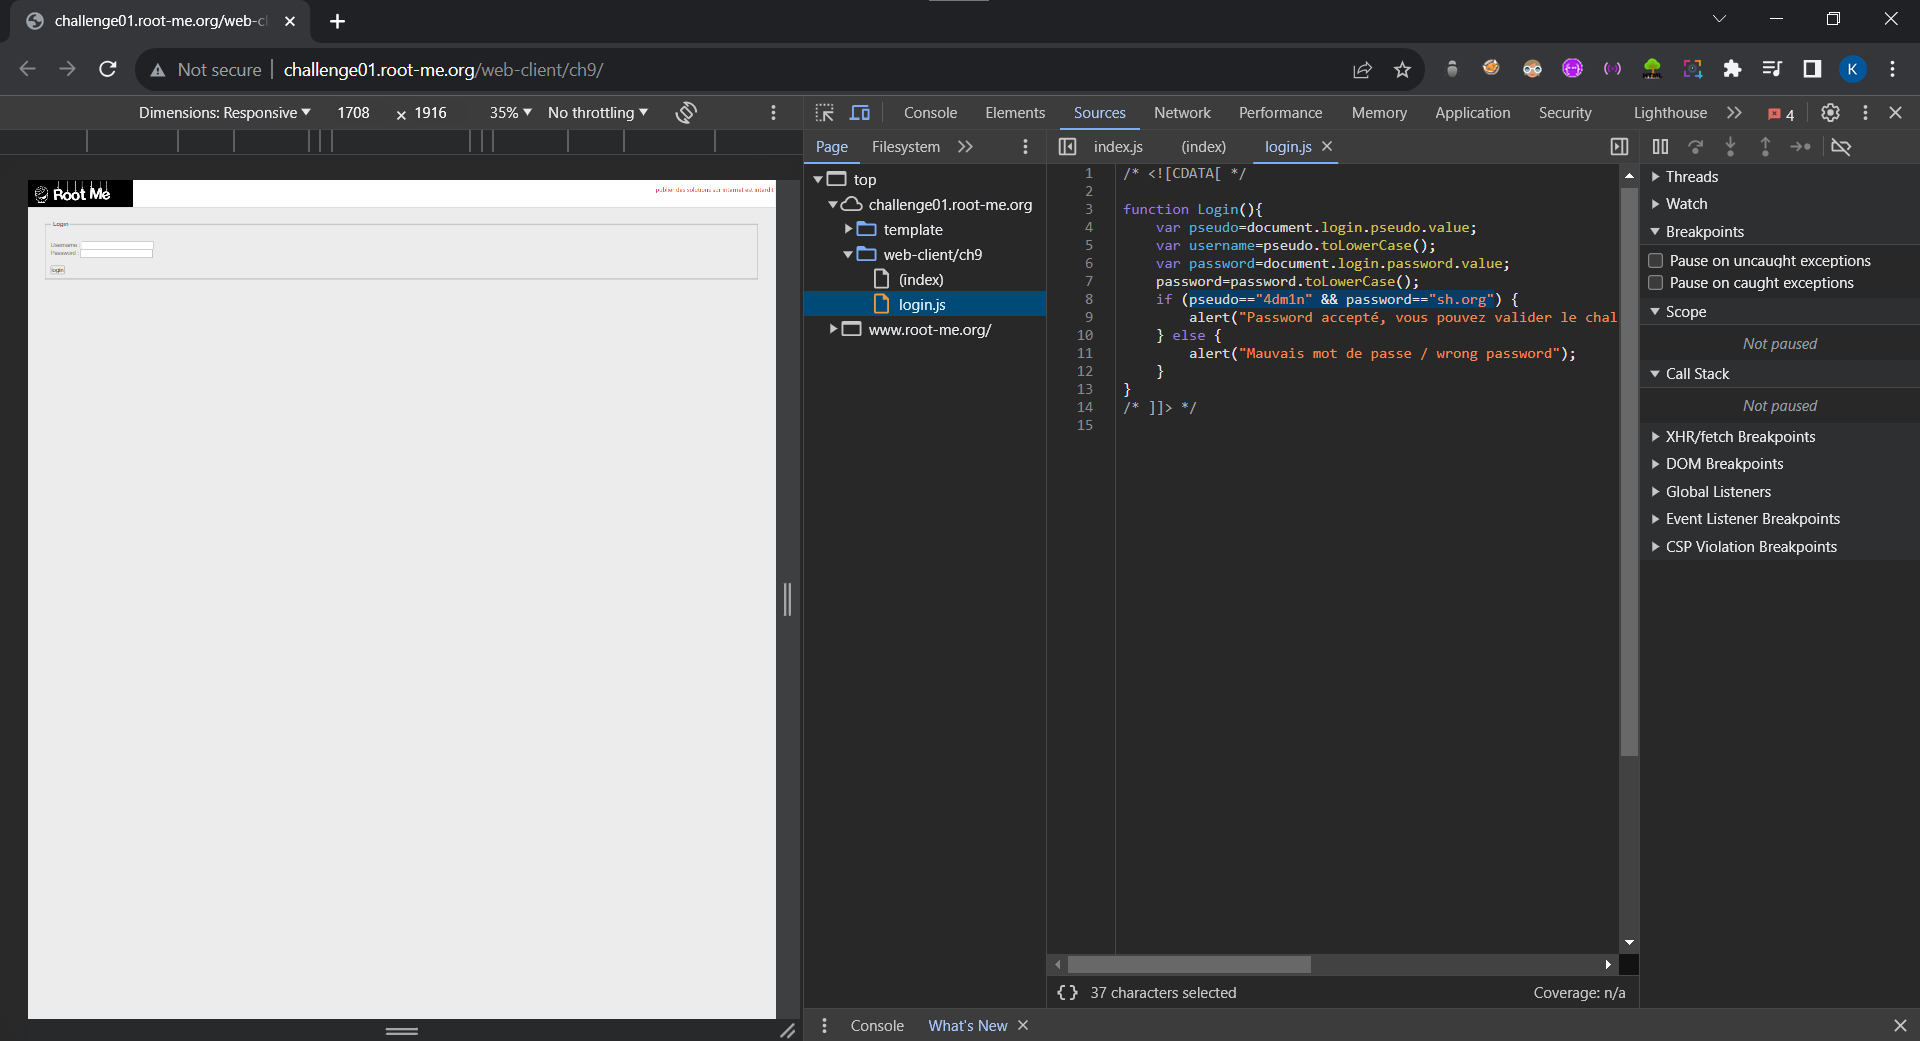 challenge01.root-me.org/web-cl
Not secure
challenge01.root-me.org/web-client/ch9/
K
Dimensions: Responsive
1708
×
1916
35%
No throttling
Console
Elements
Sources
Network
Performance
Memory
Application
Security
Lighthouse
4
Page
Filesystem
index.js
(index)
login.js
top
challenge01.root-me.org
template
web-client/ch9
(index)
login.js
www.root-me.org/
1 /* <![CDATA[ */
2
3 function Login(){
4 var pseudo=document.login.pseudo.value;
5 var username=pseudo.toLowerCase();
6 var password=document.login.password.value;
7 password=password.toLowerCase();
8 if (pseudo=="4dm1n" && password=="sh.org") {
9 alert("Password accepté, vous pouvez valider le chal
10 } else {
11 alert("Mauvais mot de passe / wrong password");
12 }
13 }
14 /* ]]> */
15
{} 37 characters selected
Coverage: n/a
Threads
Watch
Breakpoints
Pause on uncaught exceptions
Pause on caught exceptions
Scope
Not paused
Call Stack
Not paused
XHR/fetch Breakpoints
DOM Breakpoints
Global Listeners
Event Listener Breakpoints
CSP Violation Breakpoints
Console
What's New
Root Me
publier des solutions sur internet est interdit
Login
Username :
Password :
login